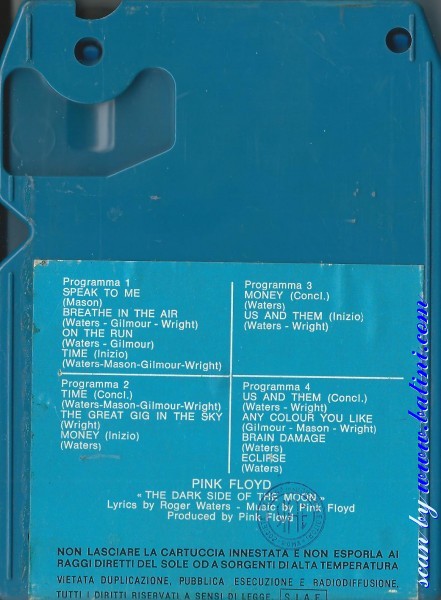 Programma 1
SPEAK TO ME
(Mason)
BREATHE IN THE AIR
(Waters - Gilmour - Wright)
ON THE RUN
(Waters - Gilmour)
TIME (Inizio)
(Waters-Mason-Gilmour-Wright)
Programma 2
TIME (Concl.)
(Waters-Mason-Gilmour-Wright)
THE GREAT GIG IN THE SKY
(Wright)
MONEY (Inizio)
(Waters)
Programma 3
MONEY (Concl.)
(Waters)
US AND THEM (Inizio)
(Waters - Wright)
Programma 4
US AND THEM (Concl.)
(Waters - Wright)
ANY COLOUR YOU LIKE
(Gilmour - Mason - Wright)
BRAIN DAMAGE
(Waters)
ECLIPSE
(Waters)
PINK FLOYD
« THE DARK SIDE OF THE MOON »
Lyrics by Roger Waters - Music by Pink Floyd
Produced by Pink Floyd
NON LASCIARE LA CARTUCCIA INNESTATA E NON ESPORLA AI
RAGGI DIRETTI DEL SOLE OD A SORGENTI DI ALTA TEMPERATURA
VIETATA DUPLICAZIONE, PUBBLICA ESECUZIONE E RADIODIFFUSIONE,
TUTTI I DIRITTI RISERVATI A SENSI DI LEGGE. S.I.A.E.
scan by www.batini.com